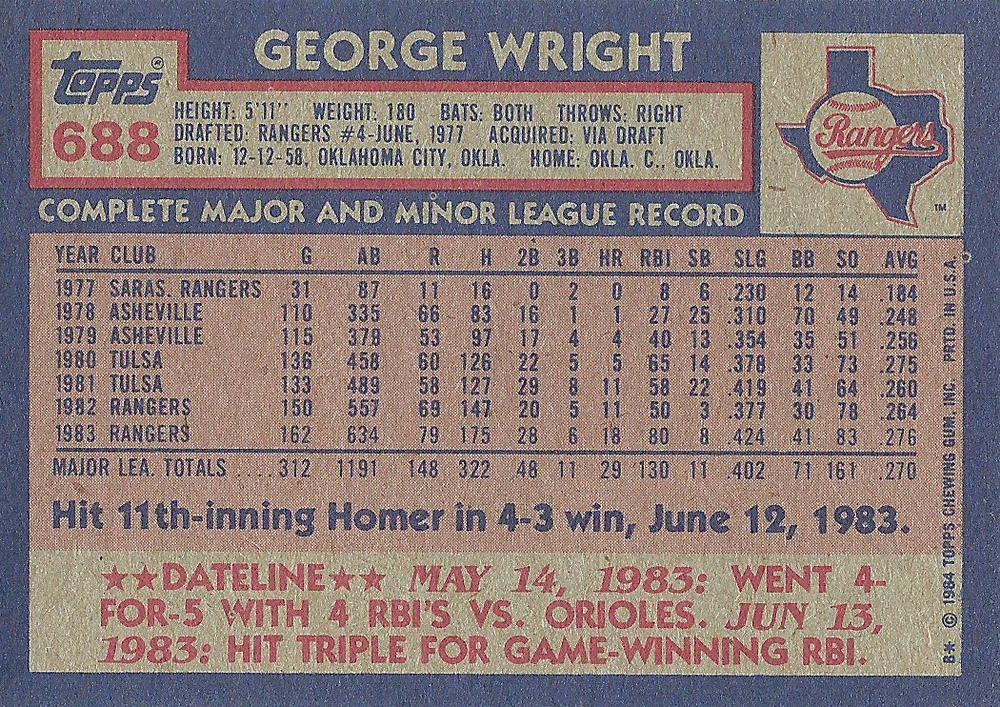 GEORGE WRIGHT
Topps®
688
HEIGHT: 5'11'' WEIGHT: 180 BATS: BOTH THROWS: RIGHT
DRAFTED: RANGERS #4-JUNE, 1977 ACQUIRED: VIA DRAFT
BORN: 12-12-58, OKLAHOMA CITY, OKLA. HOME: OKLA. C., OKLA.
Rangers
TM
COMPLETE MAJOR AND MINOR LEAGUE RECORD
YEAR CLUB G AB R H 2B 3B HR RBI SB SLG BB SO AVG
1977 SARAS. RANGERS 31 87 11 16 0 2 0 8 6 .230 12 14 .184
1978 ASHEVILLE 110 335 66 83 16 1 1 27 25 .310 70 49 .248
1979 ASHEVILLE 115 379 53 97 17 4 4 40 13 .354 35 51 .256
1980 TULSA 136 458 60 126 22 5 5 65 14 .378 33 73 .275
1981 TULSA 133 489 58 127 29 8 11 58 22 .419 41 64 .260
1982 RANGERS 150 557 69 147 20 5 11 50 3 .377 30 78 .264
1983 RANGERS 162 634 79 175 28 6 18 80 8 .424 41 83 .276
MAJOR LEA. TOTALS ....312 1191 148 322 48 11 29 130 11 .402 71 161 .270
Hit 11th-inning Homer in 4-3 win, June 12, 1983.
★★DATELINE★★ MAY 14, 1983: WENT 4-
FOR-5 WITH 4 RBI'S VS. ORIOLES. JUN 13,
1983: HIT TRIPLE FOR GAME-WINNING RBI.
B* © 1984 TOPPS CHEWING GUM, INC. PRTD. IN U.S.A.